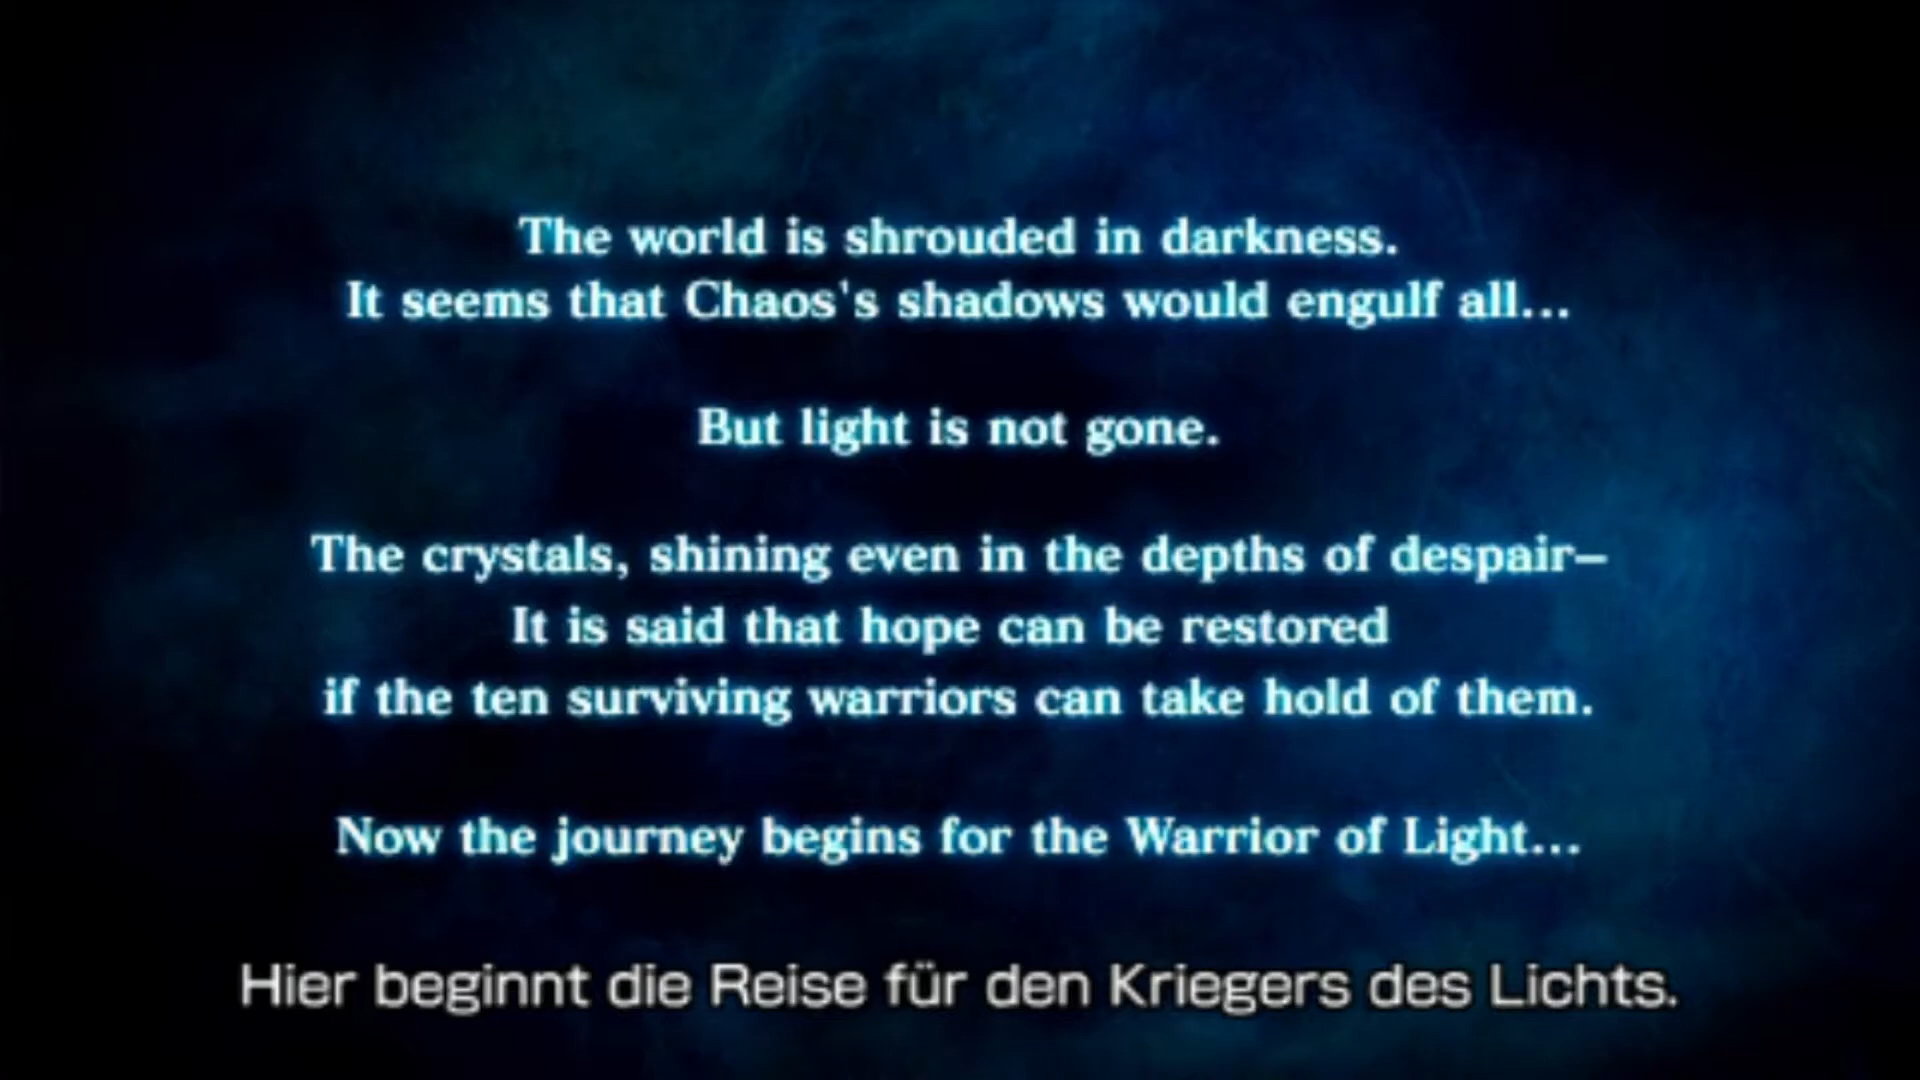 The world is shrouded in darkness.
It seems that Chaos's shadows would engulf all...
But light is not gone.
The crystals, shining even in the depths of despair–
It is said that hope can be restored
if the ten surviving warriors can take hold of them.
Now the journey begins for the Warrior of Light...
Hier beginnt die Reise für den Kriegers des Lichts.